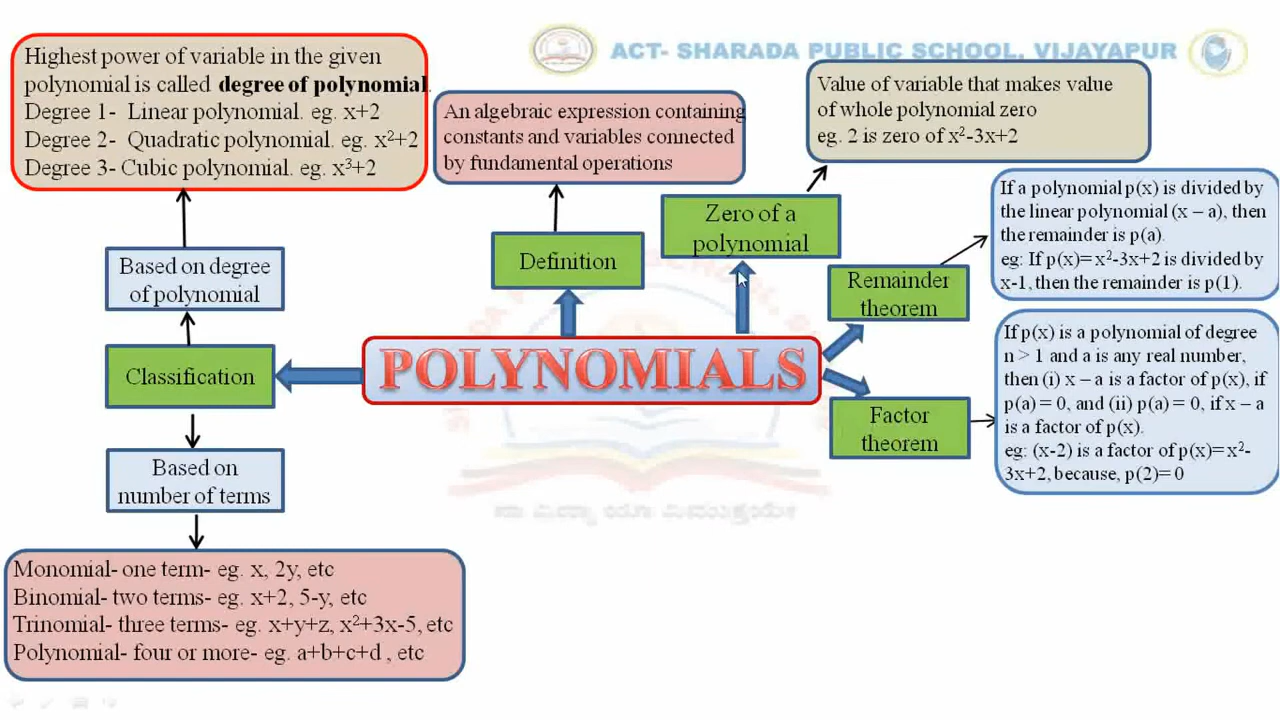 ACT- SHARADA PUBLIC SCHOOL, VIJAYAPUR
Highest power of variable in the given
polynomial is called degree of polynomial.
Degree 1- Linear polynomial. eg. x+2
Degree 2- Quadratic polynomial. eg. x²+2
Degree 3- Cubic polynomial. eg. x³+2
An algebraic expression containing
constants and variables connected
by fundamental operations
Value of variable that makes value
of whole polynomial zero
eg. 2 is zero of x²-3x+2
Zero of a
polynomial
Definition
Based on degree
of polynomial
If a polynomial p(x) is divided by
the linear polynomial (x – a), then
the remainder is p(a).
eg: If p(x)=x²-3x+2 is divided by
x-1, then the remainder is p(1).
Remainder
theorem
Classification
POLYNOMIALS
If p(x) is a polynomial of degree
n > 1 and a is any real number,
then (i) x – a is a factor of p(x), if
p(a) = 0, and (ii) p(a) = 0, if x – a
is a factor of p(x).
eg: (x-2) is a factor of p(x)=x²-
3x+2, because, p(2)=0
Factor
theorem
Based on
number of terms
Monomial- one term- eg. x, 2y, etc
Binomial- two terms- eg. x+2, 5-y, etc
Trinomial- three terms- eg. x+y+z, x²+3x-5, etc
Polynomial- four or more- eg. a+b+c+d , etc